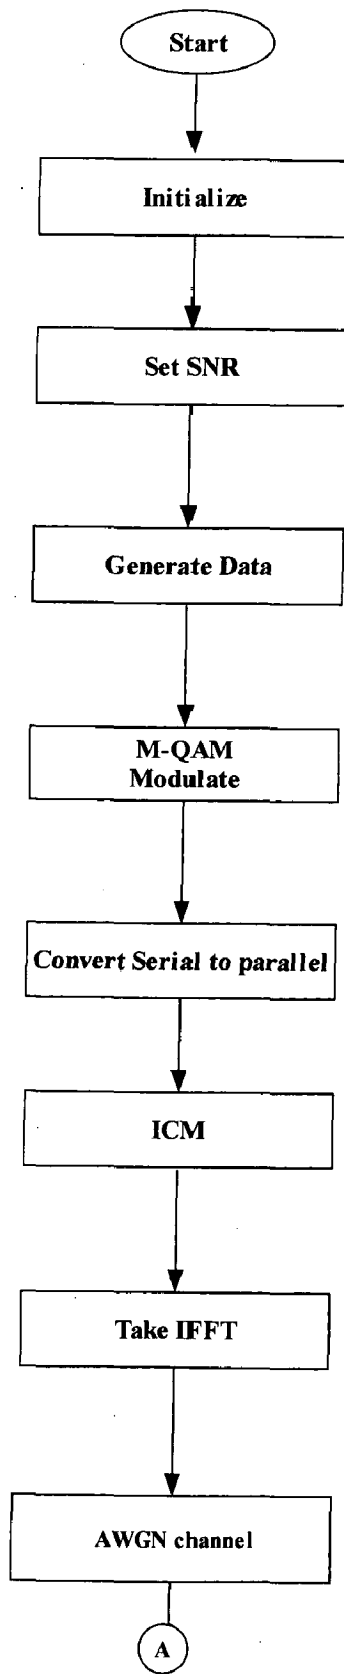 Start
Initialize
Set SNR
Generate Data
M-QAM
Modulate
Convert Serial to parallel
ICM
Take IFFT
AWGN channel
A